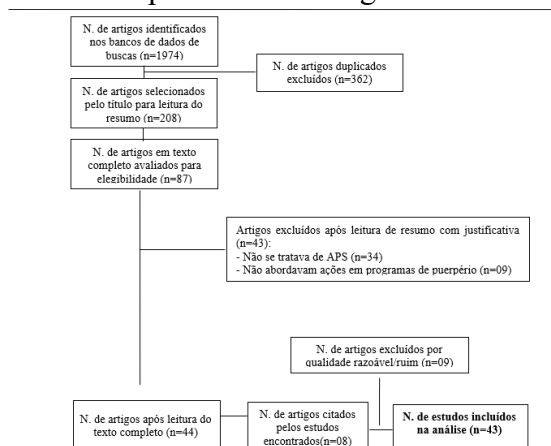 N. de artigos identificados
nos bancos de dados de
buscas (n=1974)
N. de artigos duplicados
excluídos (n=362)
N. de artigos selecionados
pelo título para leitura do
resumo (n=208)
N. de artigos em texto
completo avaliados para
elegibilidade (n=87)
Artigos excluídos após leitura de resumo com justificativa
(n=43):
- Não se tratava de APS (n=34)
- Não abordavam ações em programas de puerpério (n=09)
N. de artigos excluídos por
qualidade razoável/ruim (n=09)
N. de artigos após leitura do
texto completo (n=44)
N. de artigos citados
pelos estudos
encontrados(n=08)
N. de estudos incluídos
na análise (n=43)